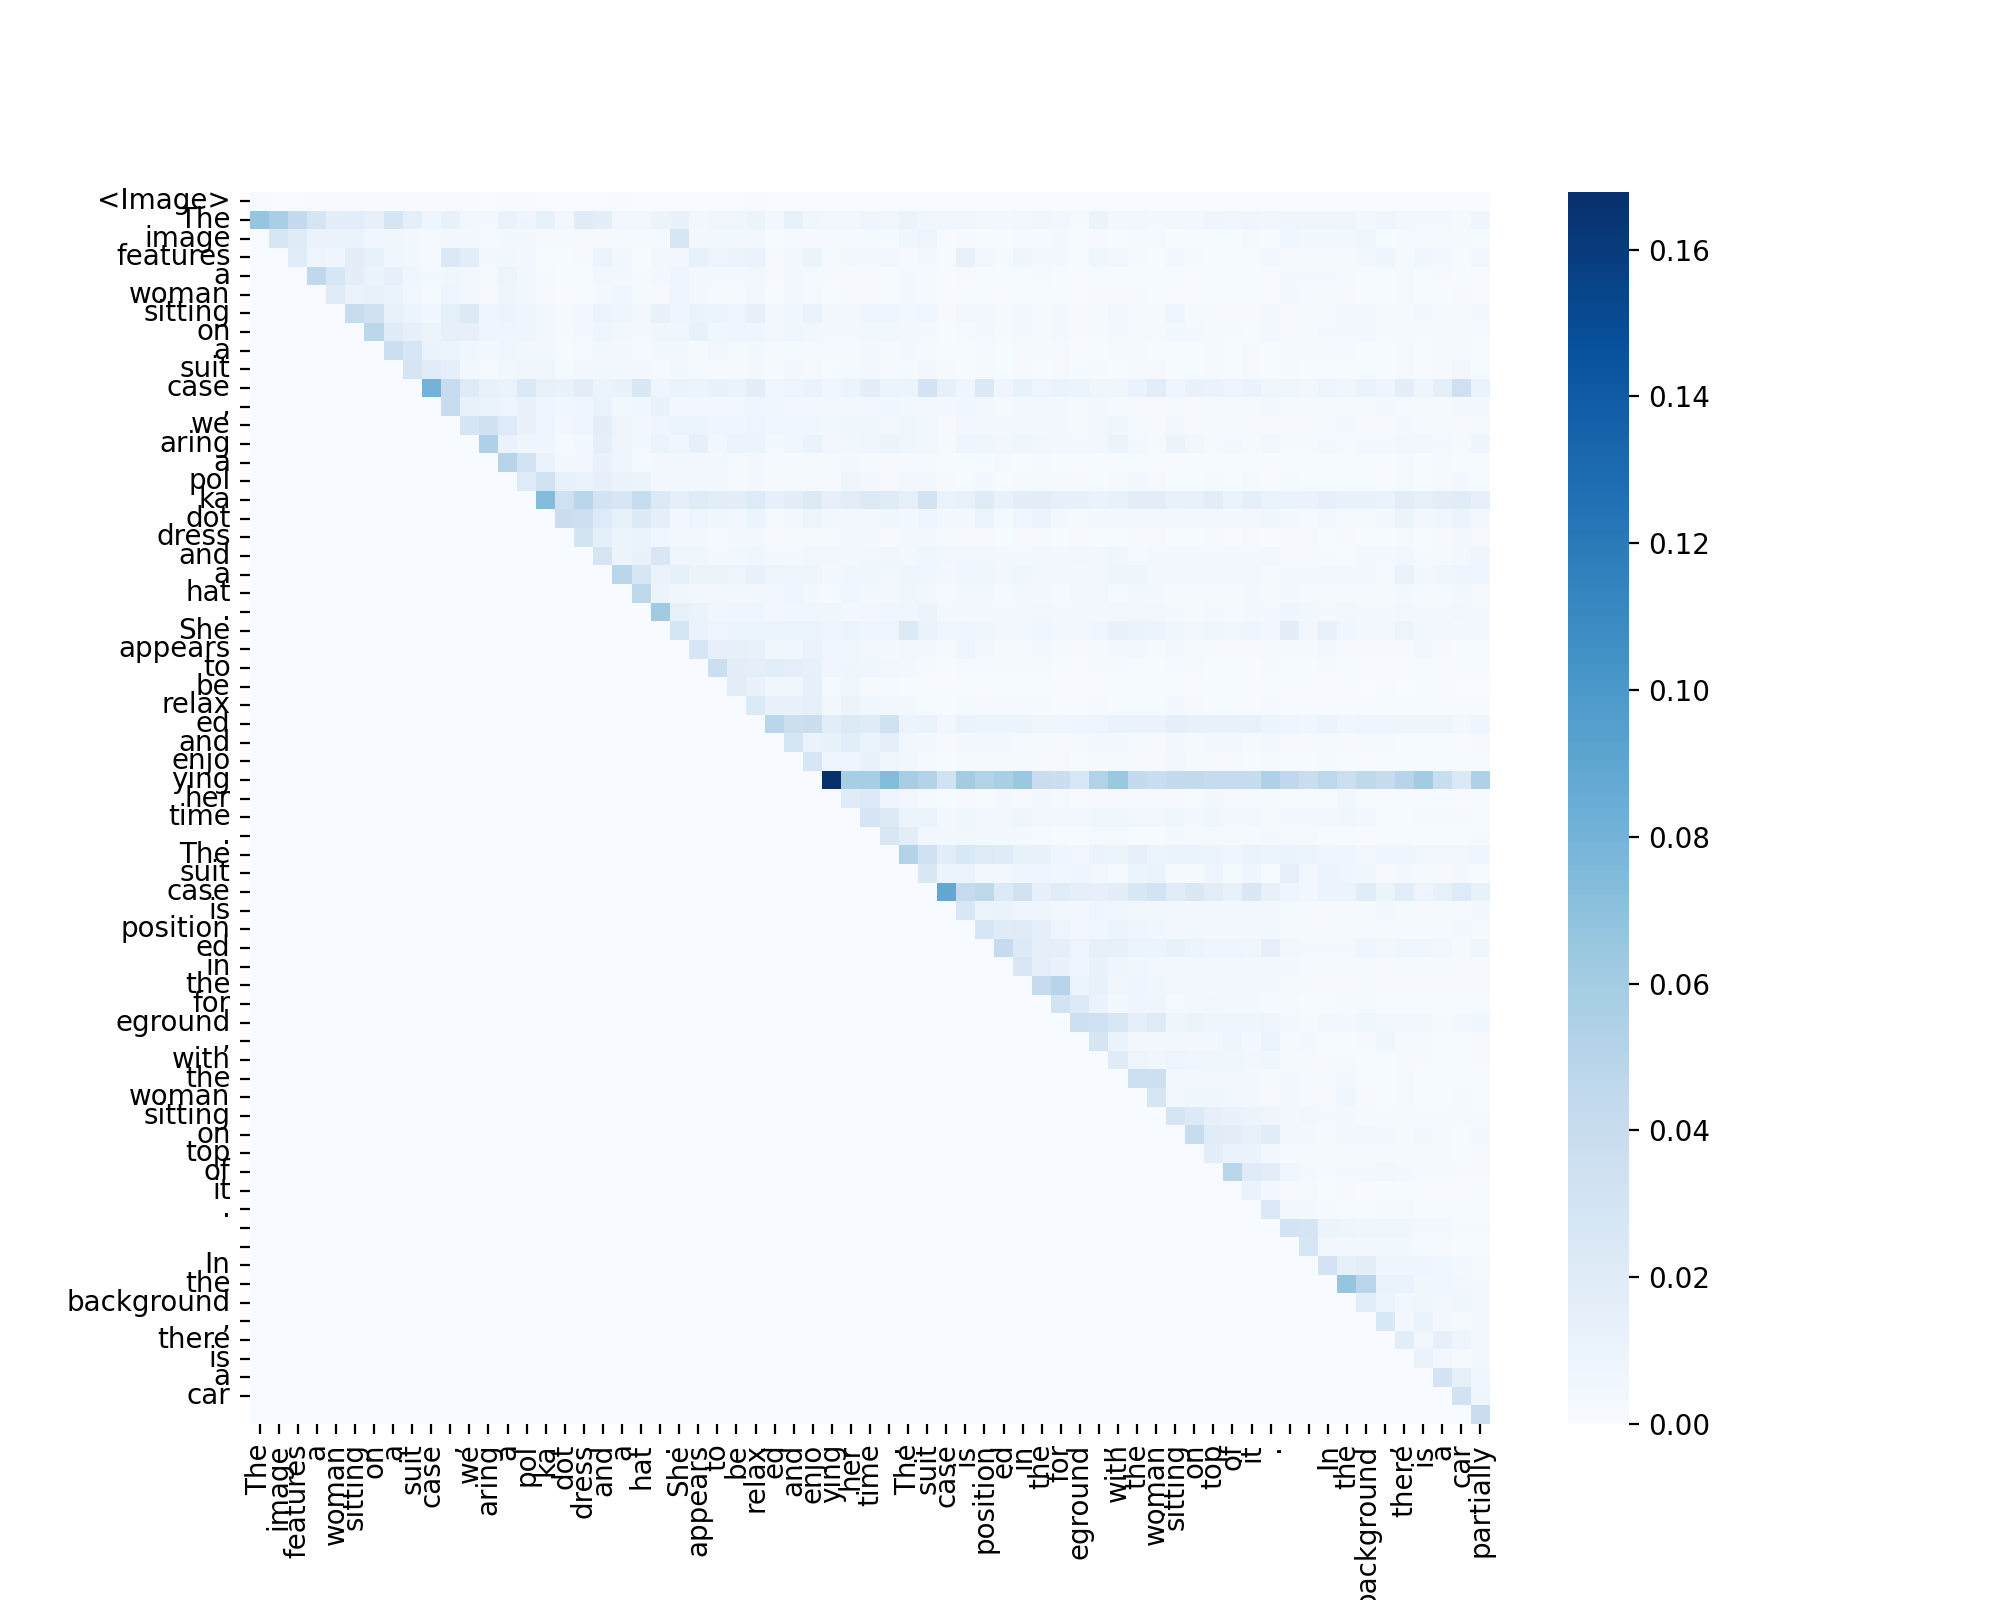 <Image>
The
image
features
a
woman
sitting
on
a
suit
case
,
we
aring
a
pol
ka
dot
dress
and
a
hat
.
She
appears
to
be
relax
ed
and
enjo
ying
her
time
.
The
suit
case
is
position
ed
in
the
for
eground
,
with
the
woman
sitting
on
top
of
it
.
In
the
background
,
there
is
a
car
The
image
features
a
woman
sitting
on
a
suit
case
,
we
aring
a
pol
ka
dot
dress
and
a
hat
.
She
appears
to
be
relax
ed
and
enjo
ying
her
time
.
The
suit
case
is
position
ed
in
the
for
eground
,
with
the
woman
sitting
on
top
of
it
.
In
the
background
,
there
is
a
car
partially
0.16
0.14
0.12
0.10
0.08
0.06
0.04
0.02
0.00